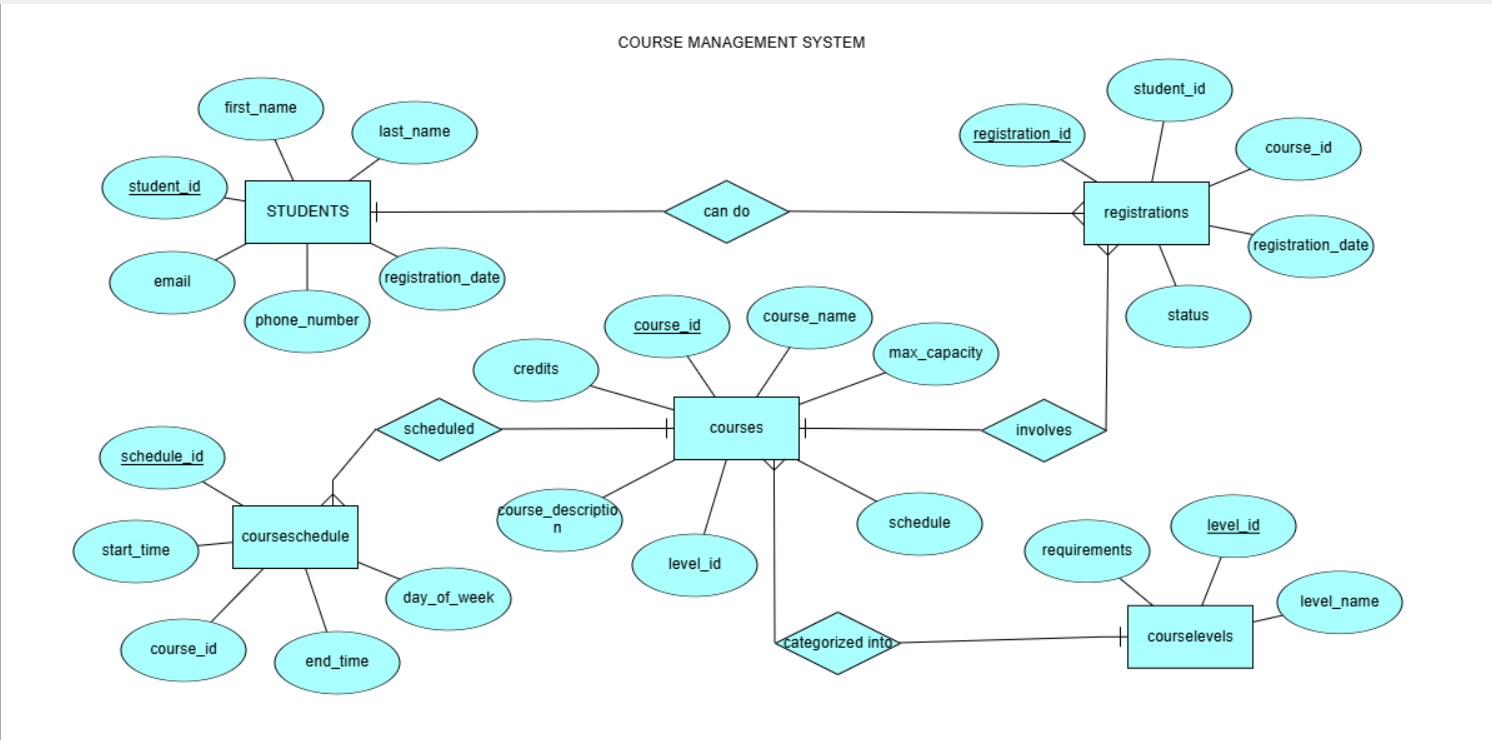 COURSE MANAGEMENT SYSTEM
first_name
last_name
student_id
STUDENTS
email
phone_number
registration_date
can do
student_id
registration_id
course_id
registrations
registration_date
status
course_id
course_name
credits
max_capacity
scheduled
courses
involves
course_descriptio
n
level_id
schedule
schedule_id
start_time
courseschedule
day_of_week
course_id
end_time
categorized into
requirements
level_id
level_name
courselevels